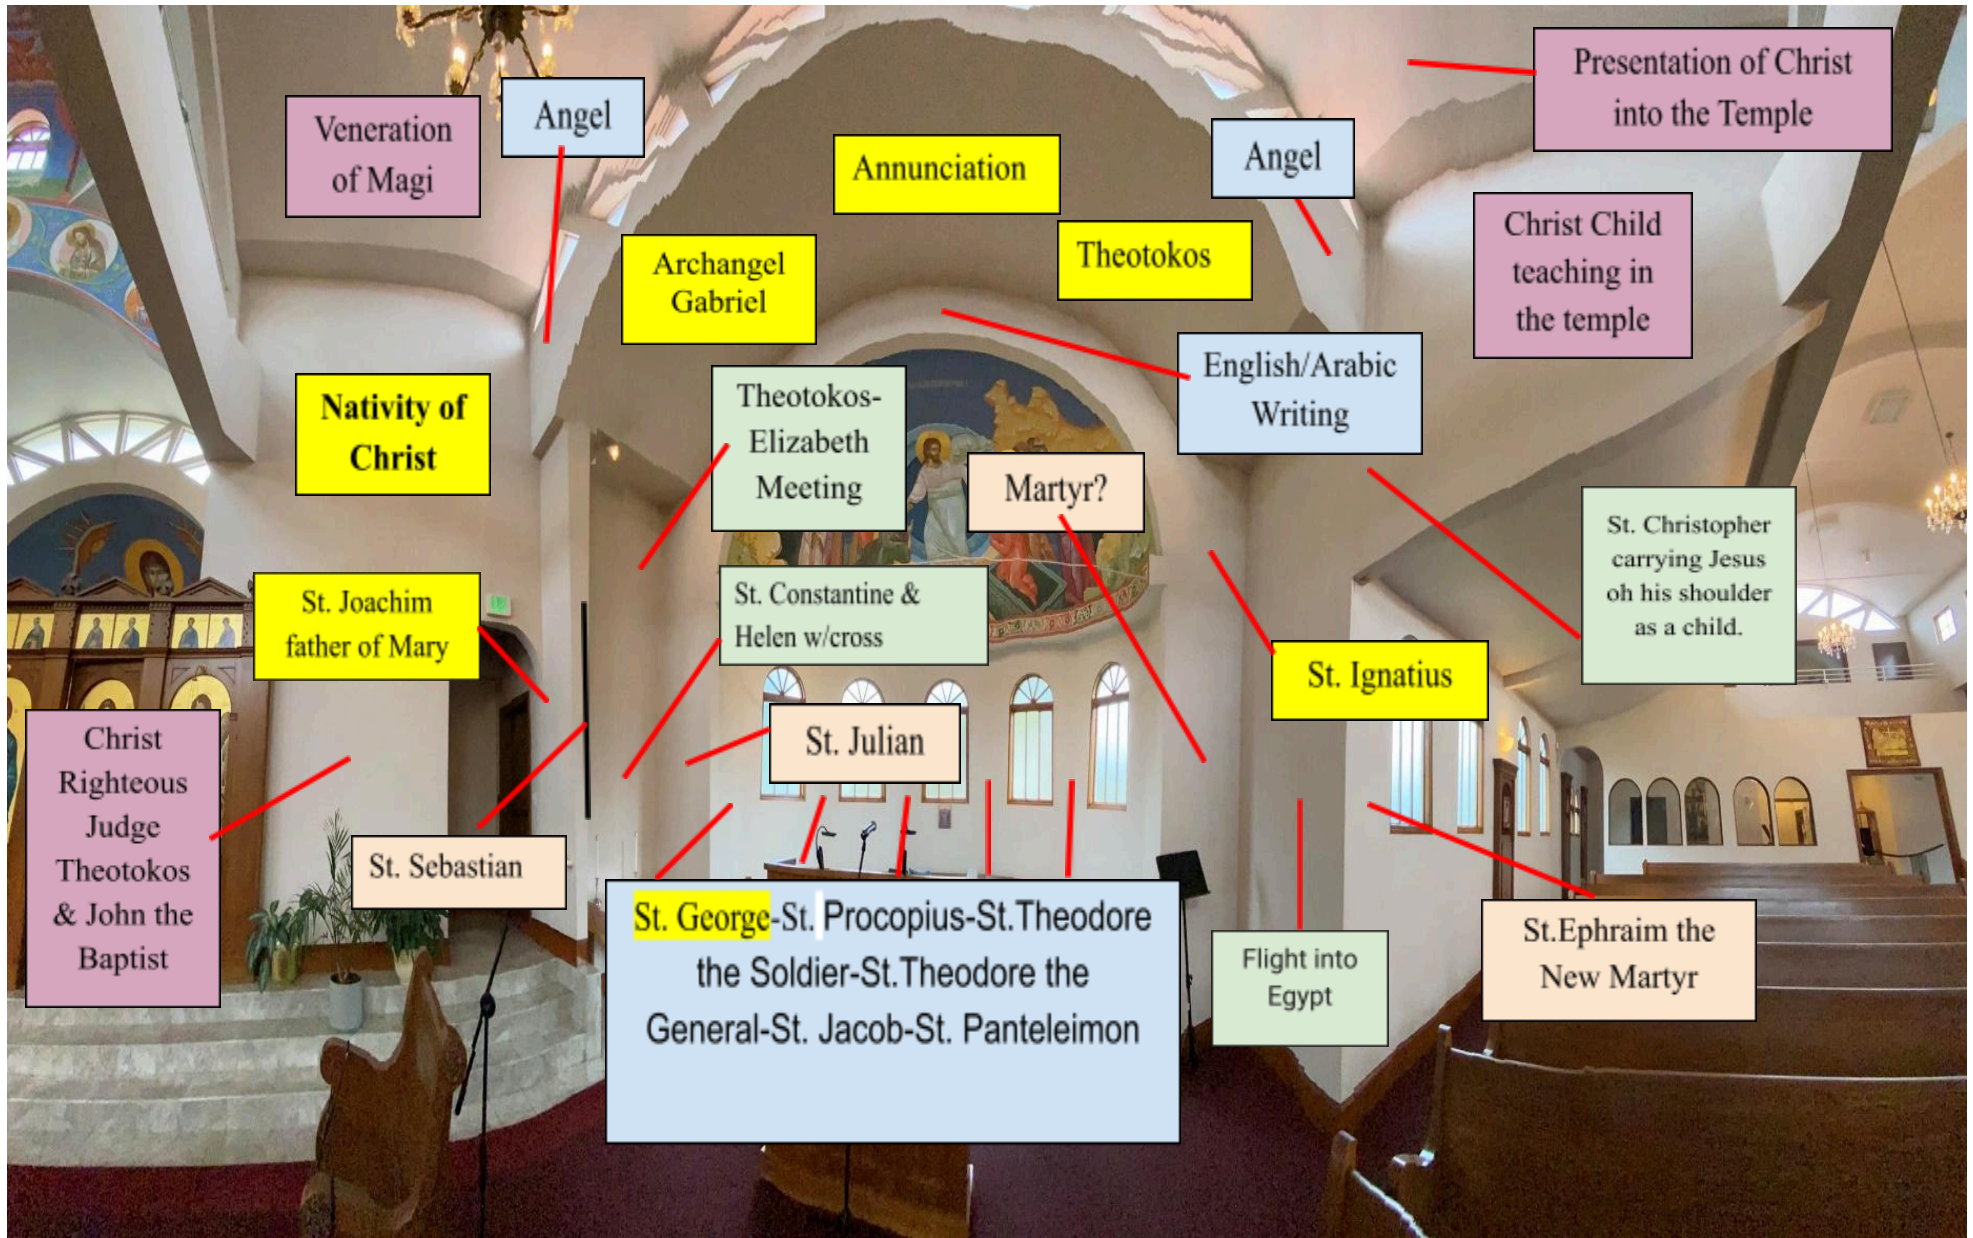 Presentation of Christ
into the Temple
Veneration
of Magi
Angel
Annunciation
Angel
Christ Child
teaching in
the temple
Archangel
Gabriel
Theotokos
English/Arabic
Writing
Nativity of
Christ
Theotokos-
Elizabeth
Meeting
Martyr?
St. Christopher
carrying Jesus
oh his shoulder
as a child.
St. Joachim
father of Mary
St. Constantine &
Helen w/cross
St. Ignatius
Christ
Righteous
Judge
Theotokos
& John the
Baptist
St. Julian
St. Sebastian
St. George-St. Procopius-St.Theodore
the Soldier-St.Theodore the
General-St. Jacob-St. Panteleimon
Flight into
Egypt
St.Ephraim the
New Martyr